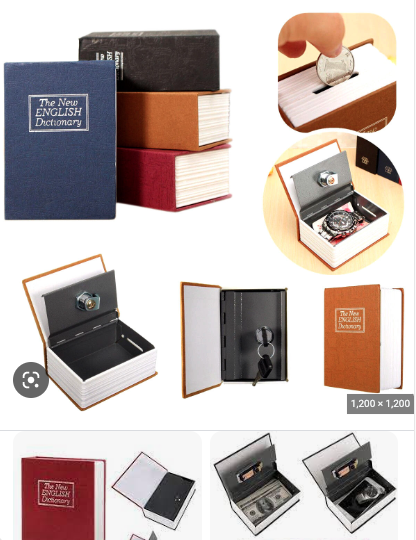 The New
ENGLISH
Dictionary
The New
ENGLISH
Dictionary
1,200 × 1,200
The New
ENGLISH
Dictionary